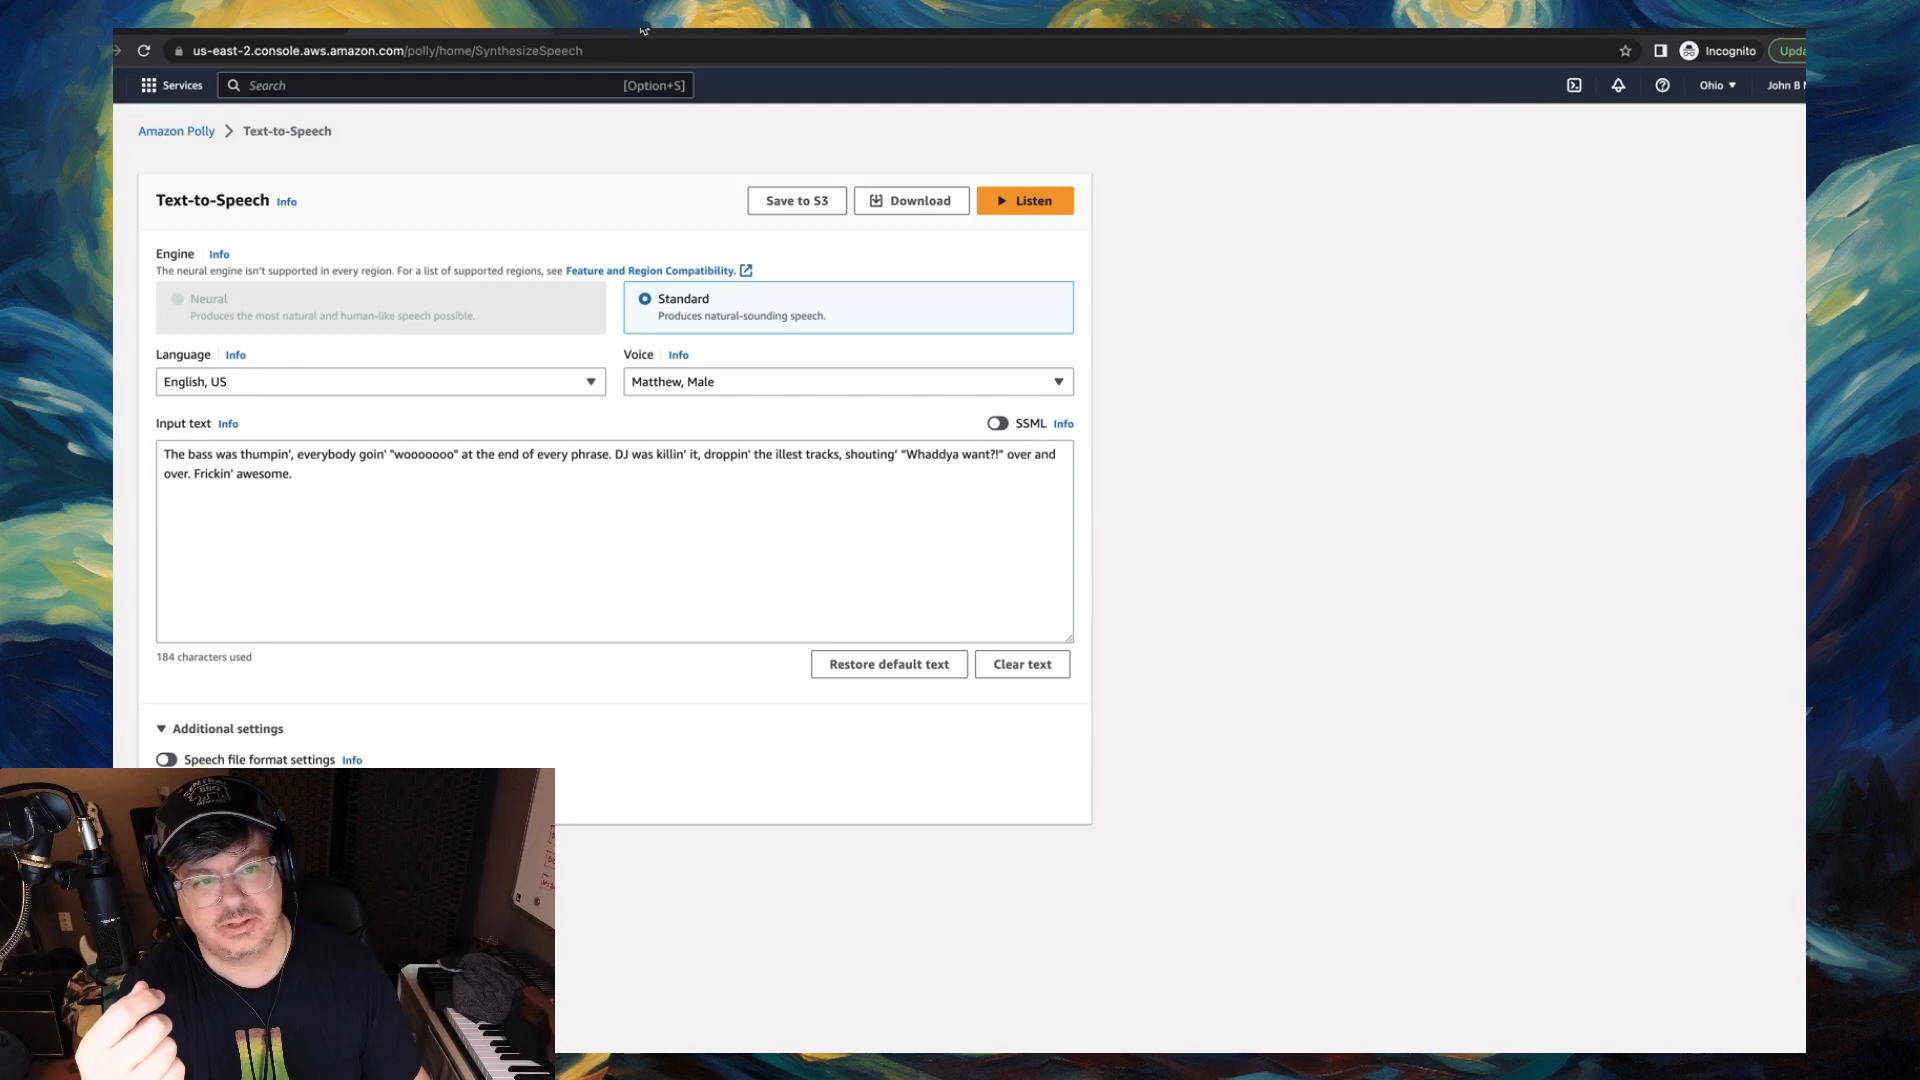 us-east-2.console.aws.amazon.com/polly/home/SynthesizeSpeech
Incognito
Upda
Services
Search
[Option+S]
Ohio
John B
Amazon Polly
Text-to-Speech
Text-to-Speech Info
Save to S3
Download
Listen
Engine Info
The neural engine isn't supported in every region. For a list of supported regions, see Feature and Region Compatibility.
Neural
Produces the most natural and human-like speech possible.
Standard
Produces natural-sounding speech.
Language Info
Voice Info
English, US
Matthew, Male
Input text Info
SSML Info
The bass was thumpin', everybody goin' "wooooooo" at the end of every phrase. DJ was killin' it, droppin' the illest tracks, shouting' "Whaddya want?!" over and
over. Frickin' awesome.
184 characters used
Restore default text
Clear text
Additional settings
Speech file format settings Info
CENTRAL
BBQ